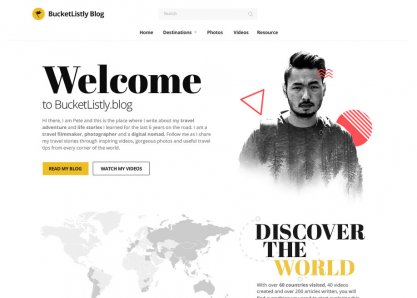 BucketListly Blog
Search
Home Destinations Photos Videos Resource
Welcome
to BucketListly.blog
Hi there, I am Pete and this is the place where I write about my travel
adventure and life stories I learned for the last 6 years on the road. I am a
travel filmmaker, photographer and a digital nomad. Follow me as I share
my travel stories through inspiring videos, gorgeous photos and useful travel
tips from every corner of the world.
READ MY BLOG WATCH MY VIDEOS
DISCOVER
THE
WORLD
With over 60 countries visited, 40 videos
created and over 200 articles written, you will